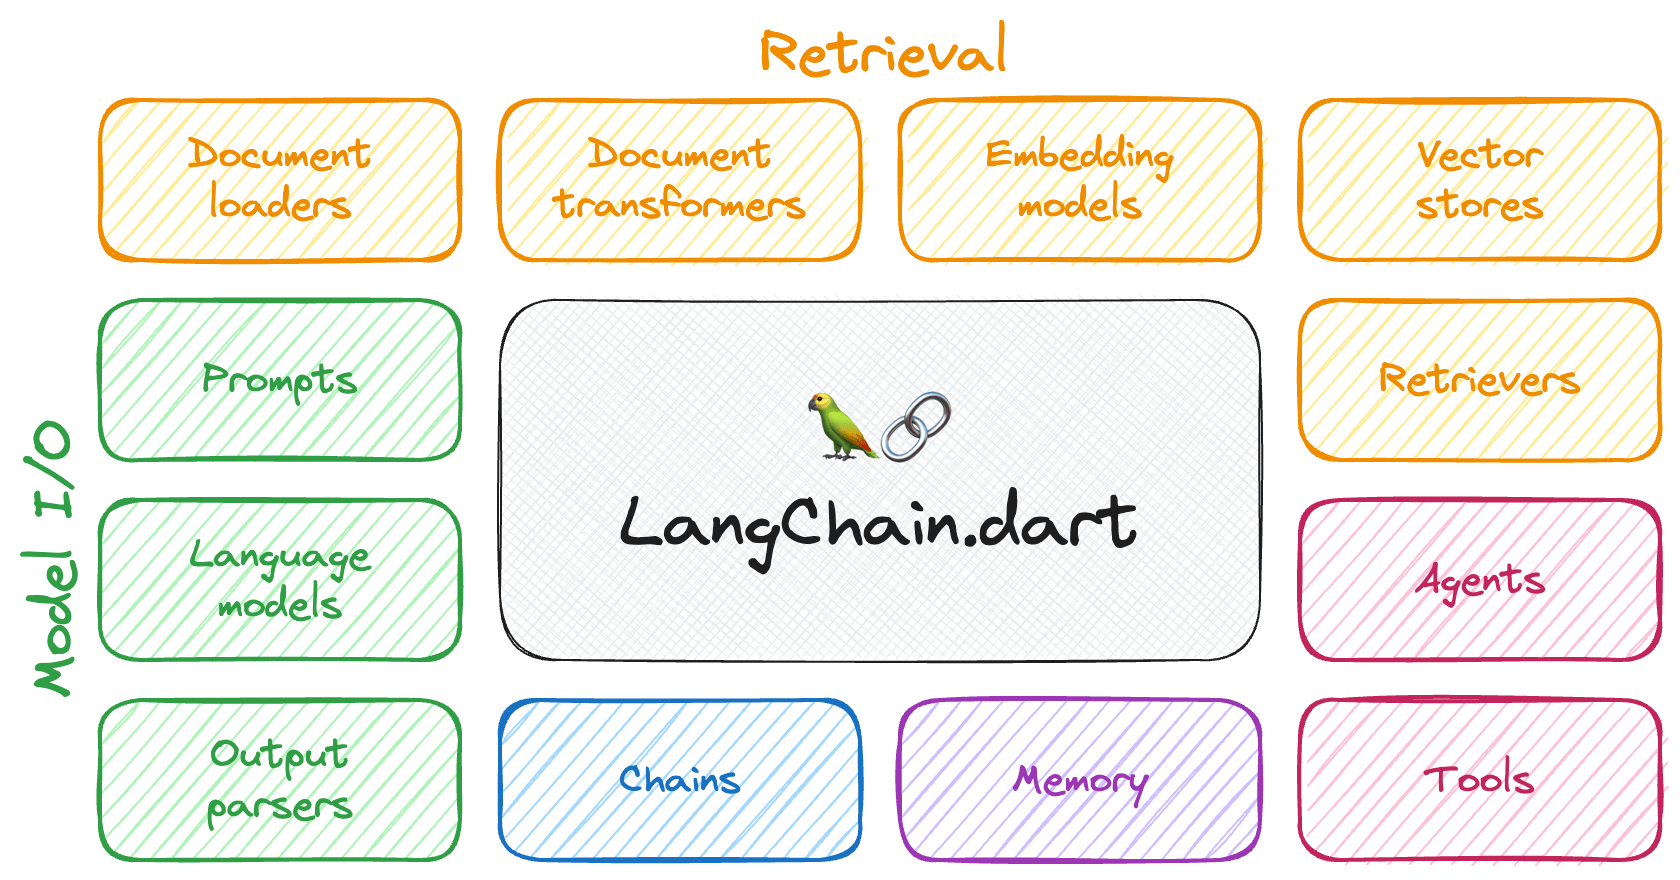 Retrieval
Document
loaders
Document
transformers
Embedding
models
Vector
stores
Model I/O
Prompts
LangChain.dart
Retrievers
Language
models
Agents
Output
parsers
Chains
Memory
Tools